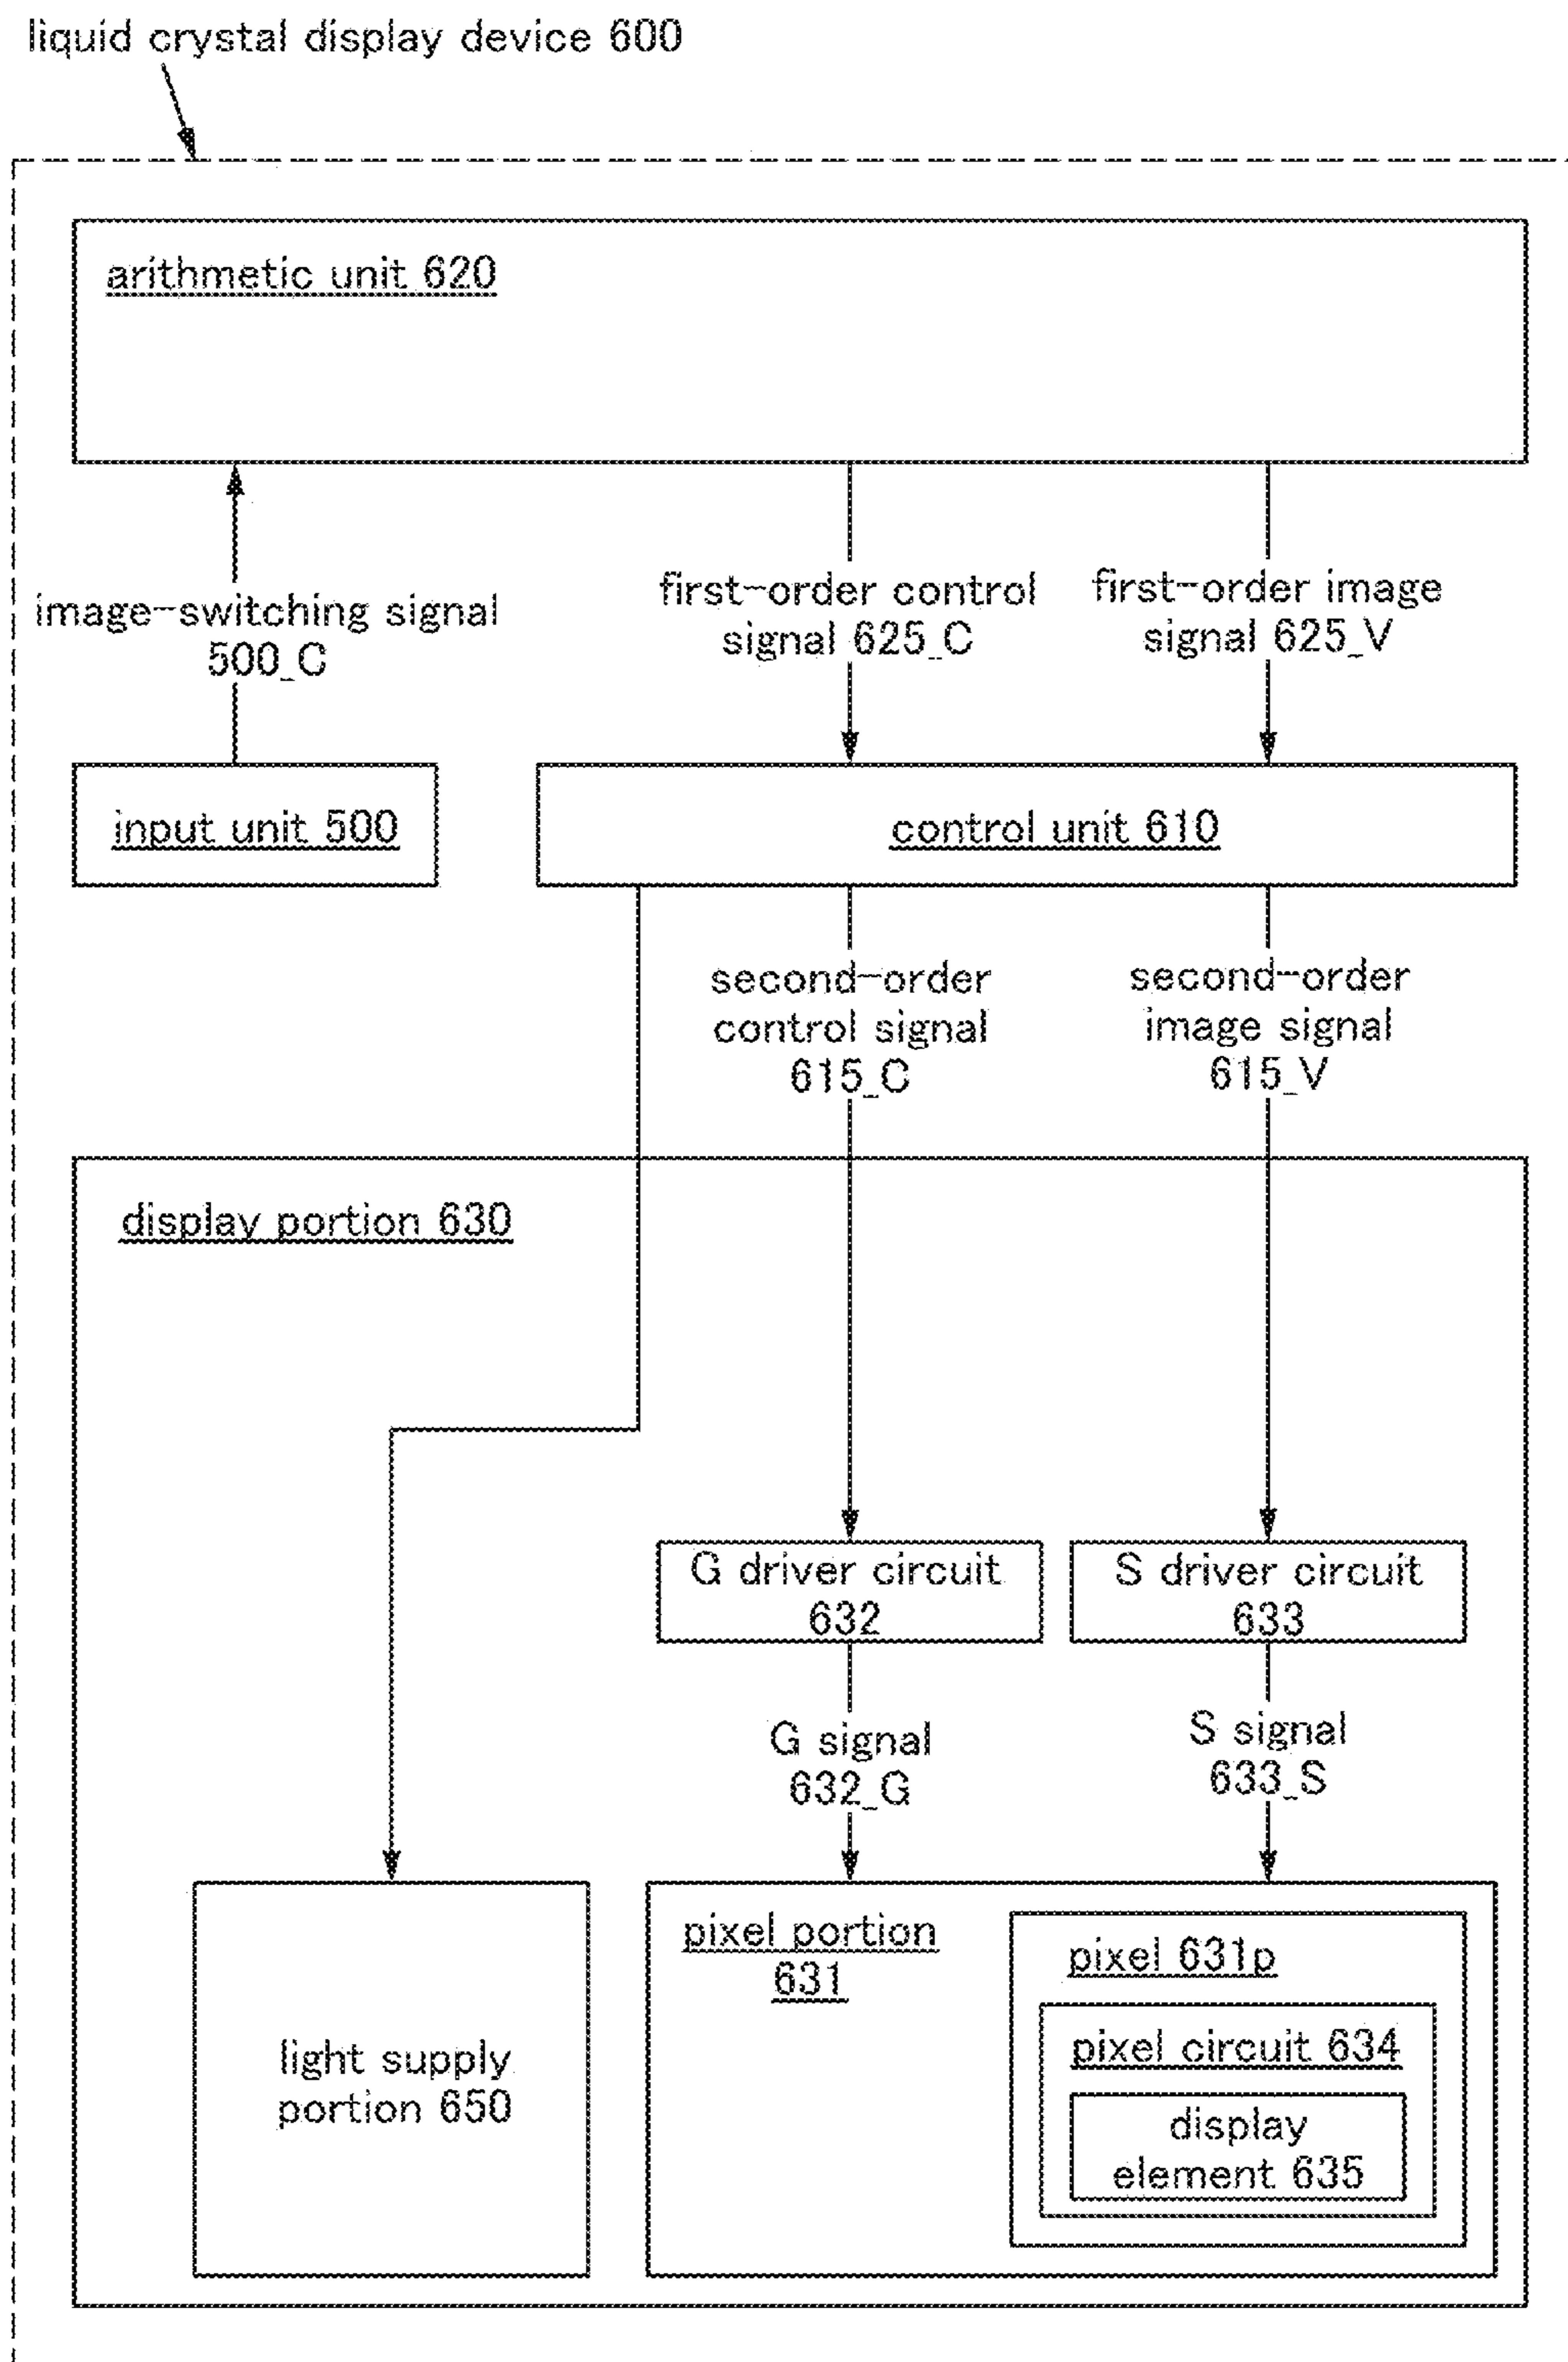 liquid crystal display device 600
arithmetic unit 620
image-switching signal
500_C
first-order control
signal 625_C
first-order image
signal 625_V
input unit 500
control unit 610
second-order
control signal
615_C
second-order
image signal
615_V
display portion 630
G driver circuit
632
S driver circuit
633
G signal
632_G
S signal
633_S
light supply
portion 650
pixel portion
631
pixel 631p
pixel circuit 634
display
element 635